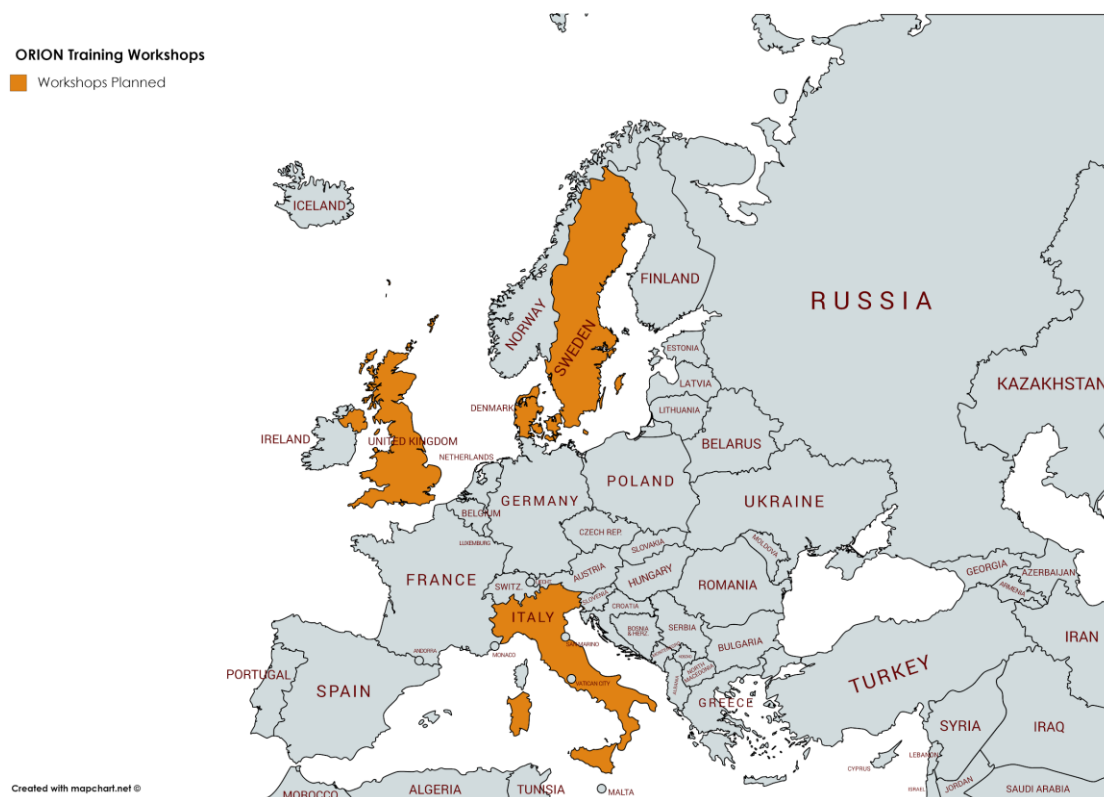 ORION Training Workshops
Workshops Planned
ICELAND
RUSSIA
FINLAND
NORWAY
SWEDEN
ESTONIA
LATVIA
LITHUANIA
KAZAKHSTAN
DENMARK
IRELAND
UNITED KINGDOM
NETHERLANDS
BELARUS
POLAND
GERMANY
UKRAINE
BELGIUM
LUXEMBURG
CZECH REP.
SLOVAKIA
MOLDOVA
FRANCE
SWITZ.
AUSTRIA
HUNGARY
ROMANIA
SLOVENIA
CROATIA
ITALY
BOSNIA
& HERZ.
SERBIA
SAN MARINO
MONACO
ANDORRA
BULGARIA
GEORGIA
AZERBAIJAN
ARMENIA
NORTH
MACEDONIA
ALBANIA
VATICAN CITY
PORTUGAL
SPAIN
GREECE
TURKEY
IRAN
SYRIA
IRAQ
LEBANON
CYPRUS
ISRAEL
JORDAN
SAUDI ARABIA
MOROCCO
ALGERIA
TUNISIA
MALTA
Created with mapchart.net ©